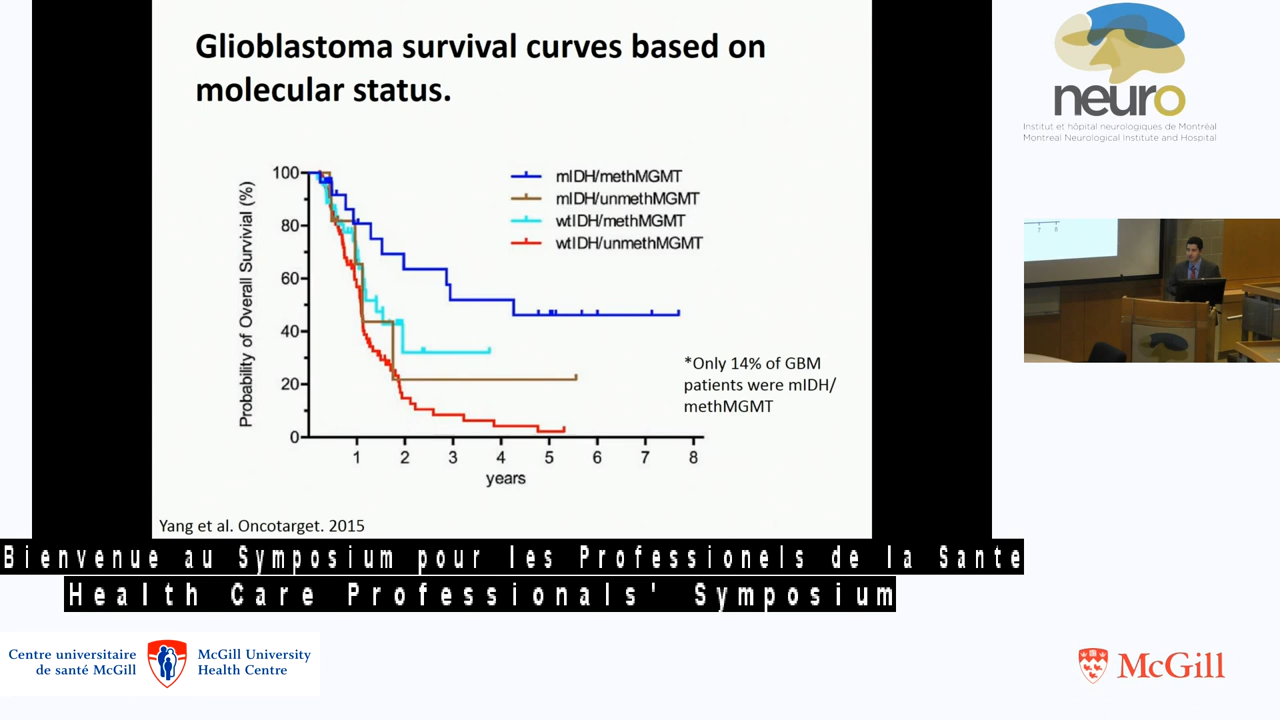 Glioblastoma survival curves based on
molecular status.
Probability of Overall Survivial (%)
100
80
60
40
20
0
mIDH/methMGMT
mIDH/unmethMGMT
wtIDH/methMGMT
wtIDH/unmethMGMT
*Only 14% of GBM
patients were mIDH/
methMGMT
1 2 3 4 5 6 7 8
years
Yang et al. Oncotarget. 2015
neuro
Institut et hôpital neurologiques de Montréal
Montreal Neurological Institute and Hospital
7 8
Bienvenue au Symposium pour les Professionels de la Sante
Health Care Professionals' Symposium
Centre universitaire
de santé McGill
McGill University
Health Centre
McGill